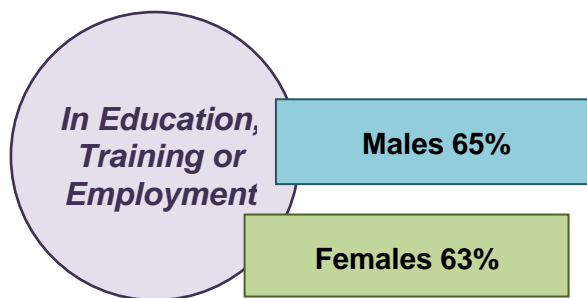 In Education,
Training or
Employment
Males 65%
Females 63%